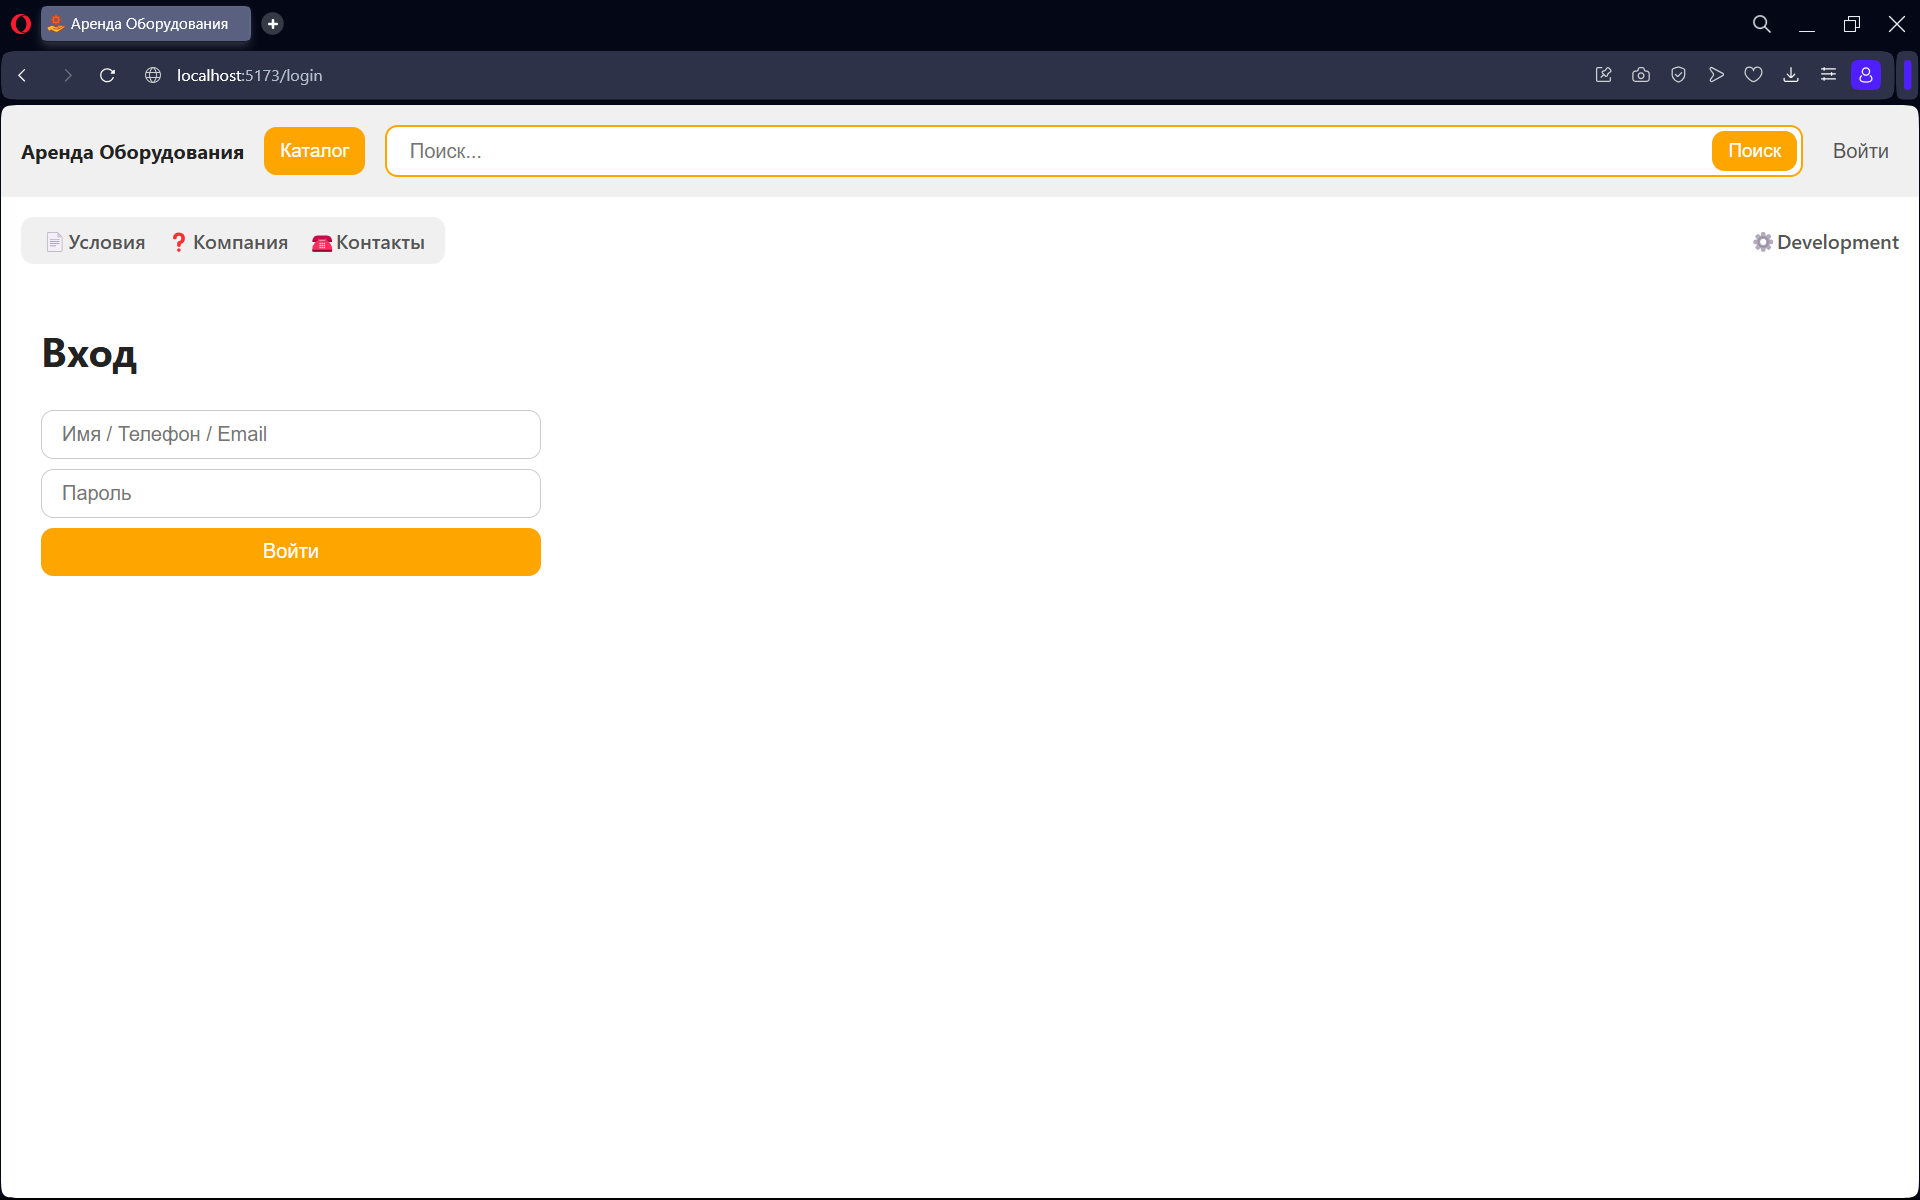 Аренда Оборудования
localhost:5173/login
Аренда Оборудования Каталог Поиск... Поиск Войти
Условия Компания Контакты Development
Вход
Имя / Телефон / Email
Пароль
Войти